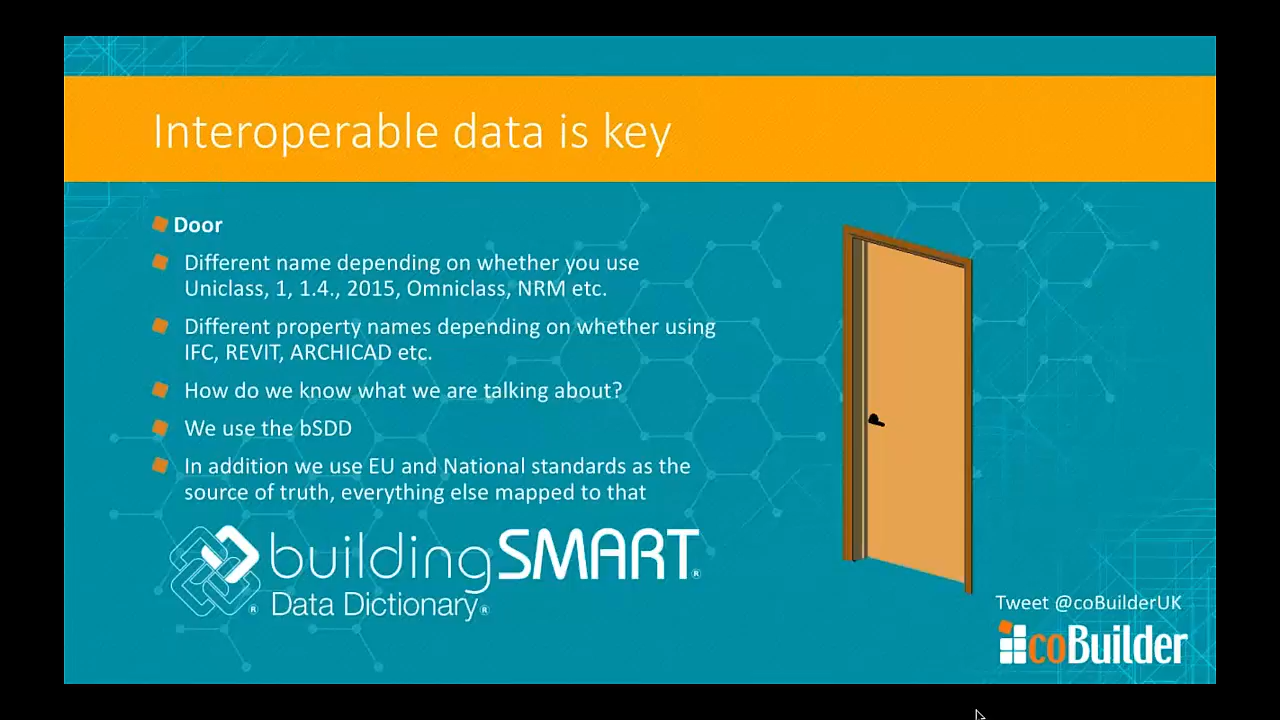 Interoperable data is key
Door
Different name depending on whether you use
Uniclass, 1, 1.4., 2015, Omniclass, NRM etc.
Different property names depending on whether using
IFC, REVIT, ARCHICAD etc.
How do we know what we are talking about?
We use the bSDD
In addition we use EU and National standards as the
source of truth, everything else mapped to that
buildingSMART®
® Data Dictionary®
Tweet @coBuilderUK
coBuilder